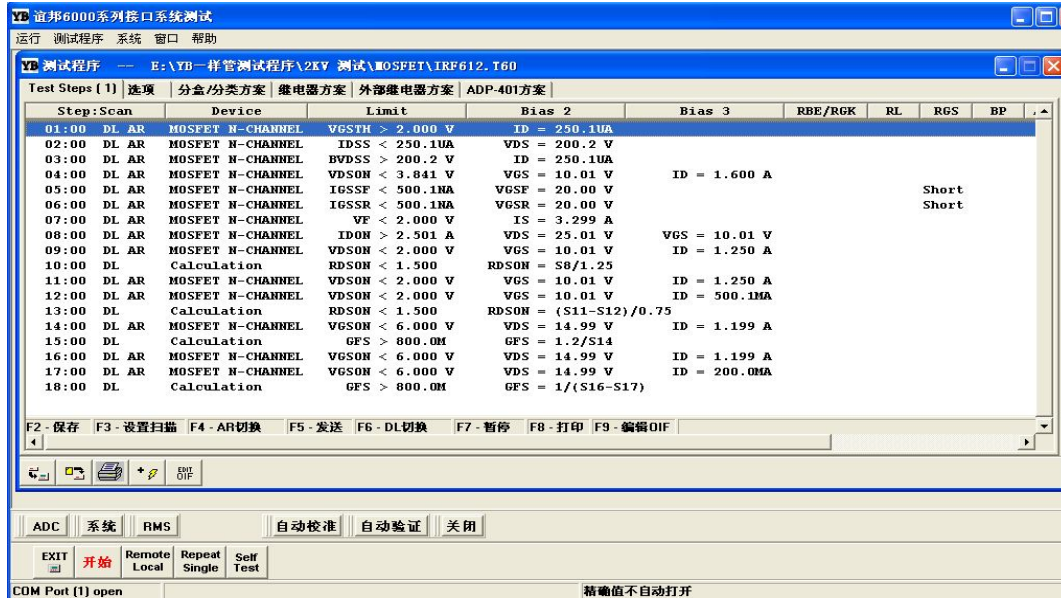 YB 谊邦6000系列接口系统测试
运行 测试程序 系统 窗口 帮助
YB 测试程序 -- E:\YB一样管测试程序\2KV 测试\MOSFET\IRF612.T60
Test Steps (1) 选项 分盒/分类方案 继电器方案 外部继电器方案 ADP-401方案
Step:Scan Device Limit Bias 2 Bias 3 RBE/RGK RL RGS BP
01:00 DL AR MOSFET N-CHANNEL VGSTH > 2.000 V ID = 250.1UA
02:00 DL AR MOSFET N-CHANNEL IDSS < 250.1UA VDS = 200.2 V
03:00 DL AR MOSFET N-CHANNEL BVDSS > 200.2 V ID = 250.1UA
04:00 DL AR MOSFET N-CHANNEL VDSON < 3.841 V VGS = 10.01 V ID = 1.600 A
05:00 DL AR MOSFET N-CHANNEL IGSSF < 500.1NA VGSF = 20.00 V Short
06:00 DL AR MOSFET N-CHANNEL IGSSR < 500.1NA VGSR = 20.00 V Short
07:00 DL AR MOSFET N-CHANNEL VF < 2.000 V IS = 3.299 A
08:00 DL AR MOSFET N-CHANNEL IDON > 2.501 A VDS = 25.01 V VGS = 10.01 V
09:00 DL AR MOSFET N-CHANNEL VDSON < 2.000 V VGS = 10.01 V ID = 1.250 A
10:00 DL Calculation RDSON < 1.500 RDSON = S8/1.25
11:00 DL AR MOSFET N-CHANNEL VDSON < 2.000 V VGS = 10.01 V ID = 1.250 A
12:00 DL AR MOSFET N-CHANNEL VDSON < 2.000 V VGS = 10.01 V ID = 500.1MA
13:00 DL Calculation RDSON < 1.500 RDSON = (S11-S12)/0.75
14:00 DL AR MOSFET N-CHANNEL VGSON < 6.000 V VDS = 14.99 V ID = 1.199 A
15:00 DL Calculation GFS > 800.0M GFS = 1.2/S14
16:00 DL AR MOSFET N-CHANNEL VGSON < 6.000 V VDS = 14.99 V ID = 1.199 A
17:00 DL AR MOSFET N-CHANNEL VGSON < 6.000 V VDS = 14.99 V ID = 200.0MA
18:00 DL Calculation GFS > 800.0M GFS = 1/(S16-S17)
F2 - 保存 F3 - 设置扫描 F4 - AR切换 F5 - 发送 F6 - DL切换 F7 - 暂停 F8 - 打印 F9 - 编辑OIF
EDIT OIF
ADC 系统 RMS 自动校准 自动验证 关闭
EXIT 开始 Remote Local Repeat Single Self Test
COM Port (1) open 精确值不自动打开